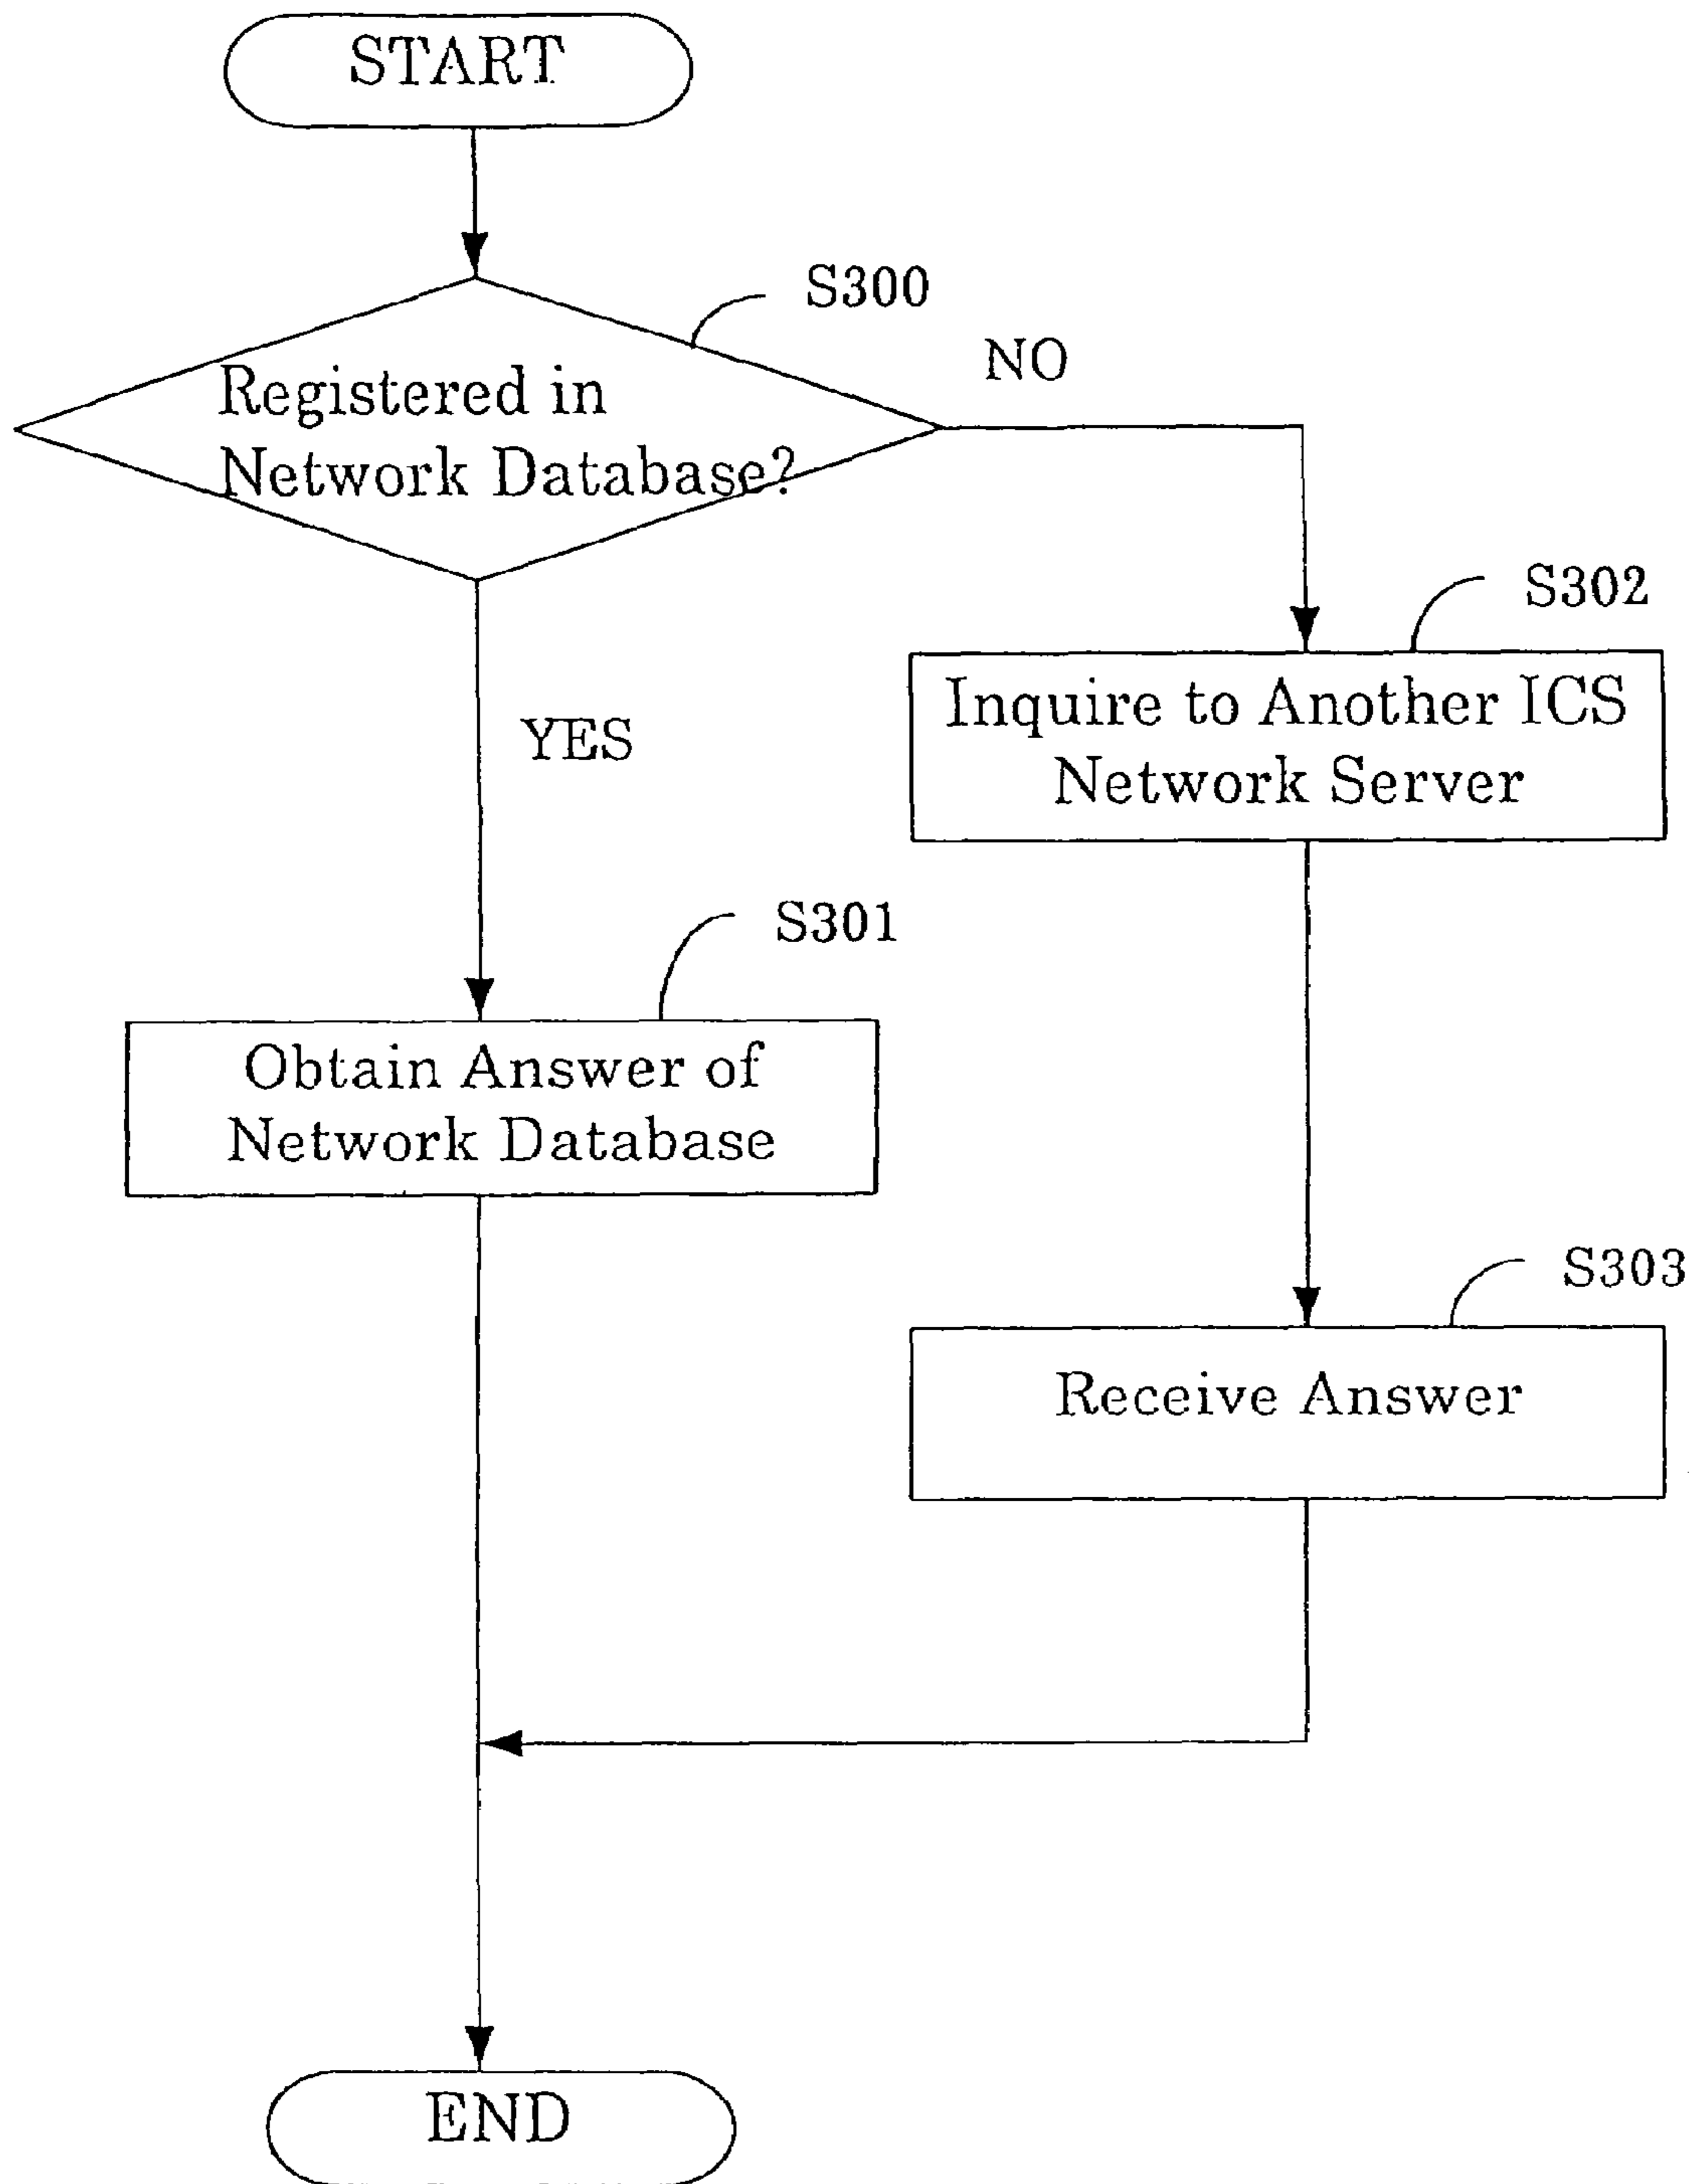 START
S300
NO
Registered in
Network Database?
S302
Inquire to Another ICS
Network Server
YES
S301
Obtain Answer of
Network Database
S303
Receive Answer
END